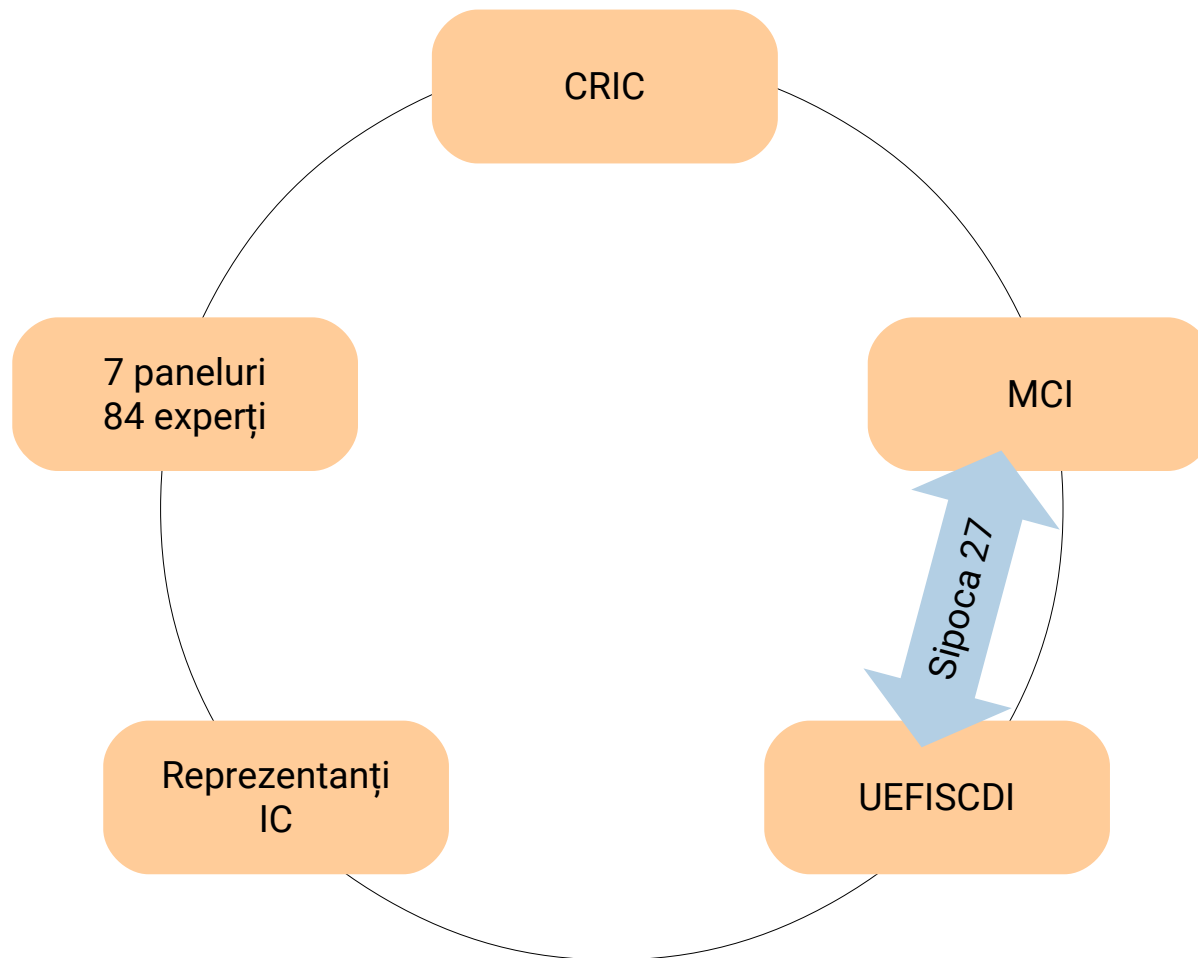 CRIC
7 paneluri
84 experți
MCI
Sipoca 27
Reprezentanți
IC
UEFISCDI